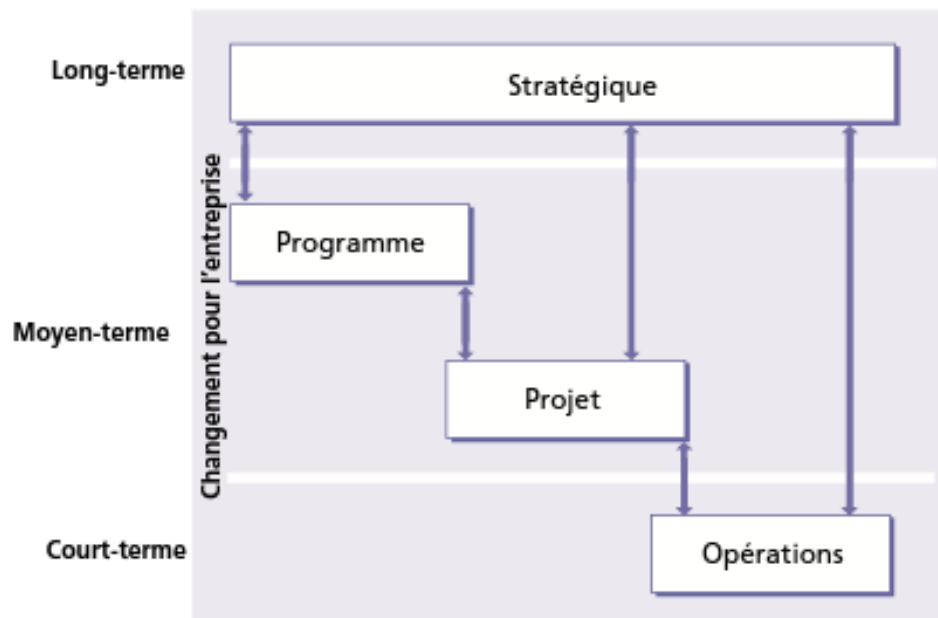 Long-terme
Stratégique
Changement pour l'entreprise
Programme
Moyen-terme
Projet
Court-terme
Opérations